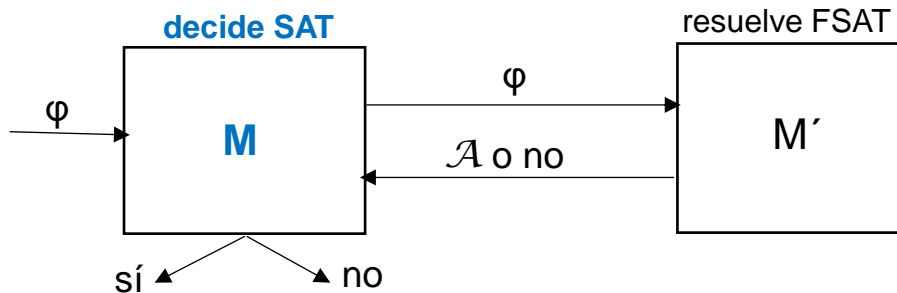 decide SAT
resuelve FSAT
φ
φ
M
M´
𝒜 o no
sí
no